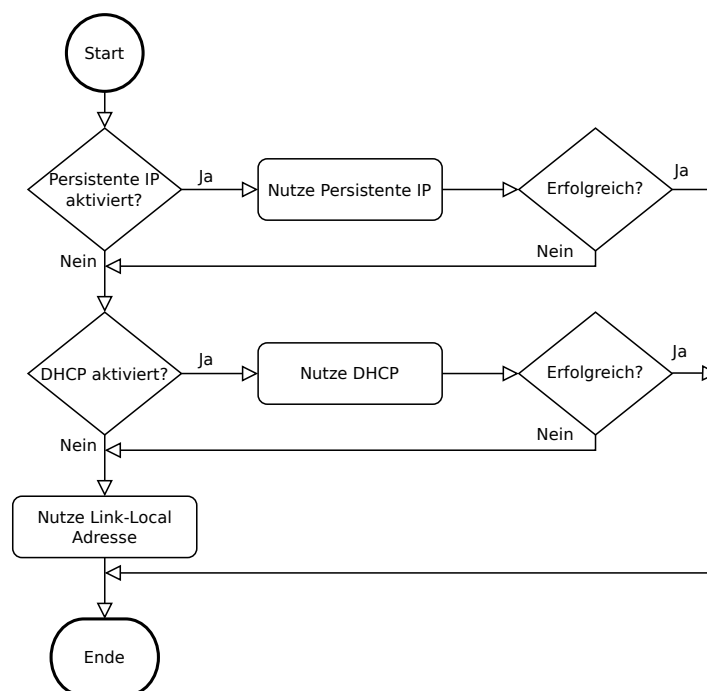 Start
Persistente IP
aktiviert?
Ja
Nutze Persistente IP
Erfolgreich?
Ja
Nein
Nein
DHCP aktiviert?
Ja
Nutze DHCP
Erfolgreich?
Ja
Nein
Nein
Nutze Link-Local
Adresse
Ende